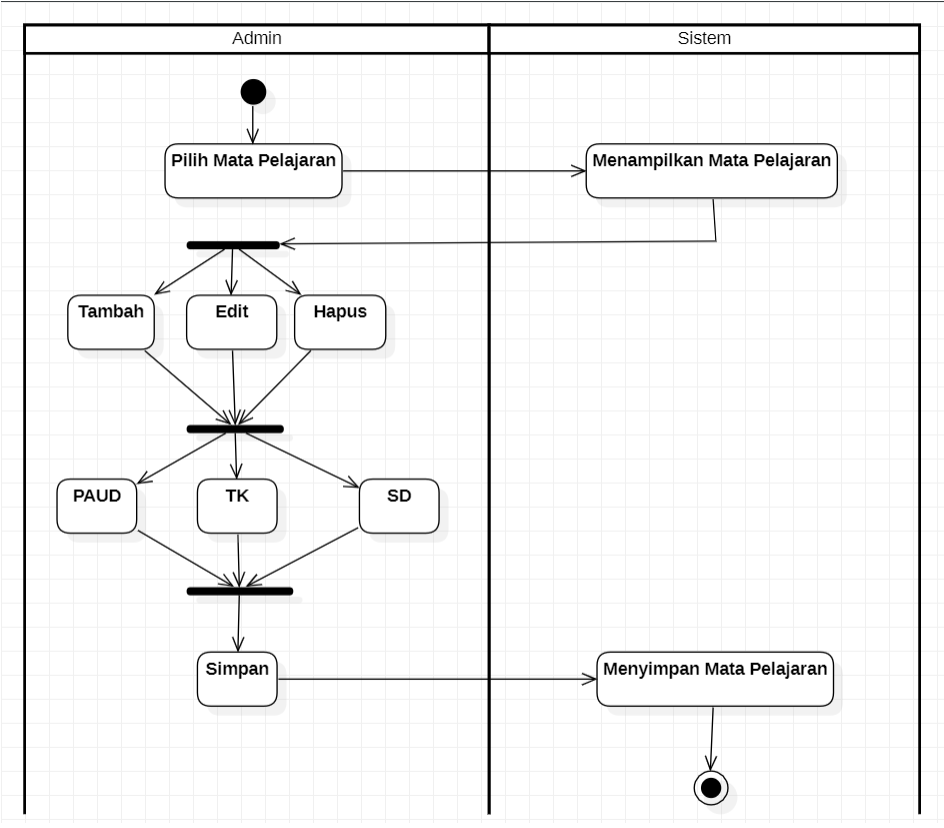 Admin
Sistem
Pilih Mata Pelajaran
Menampilkan Mata Pelajaran
Tambah
Edit
Hapus
PAUD
TK
SD
Simpan
Menyimpan Mata Pelajaran